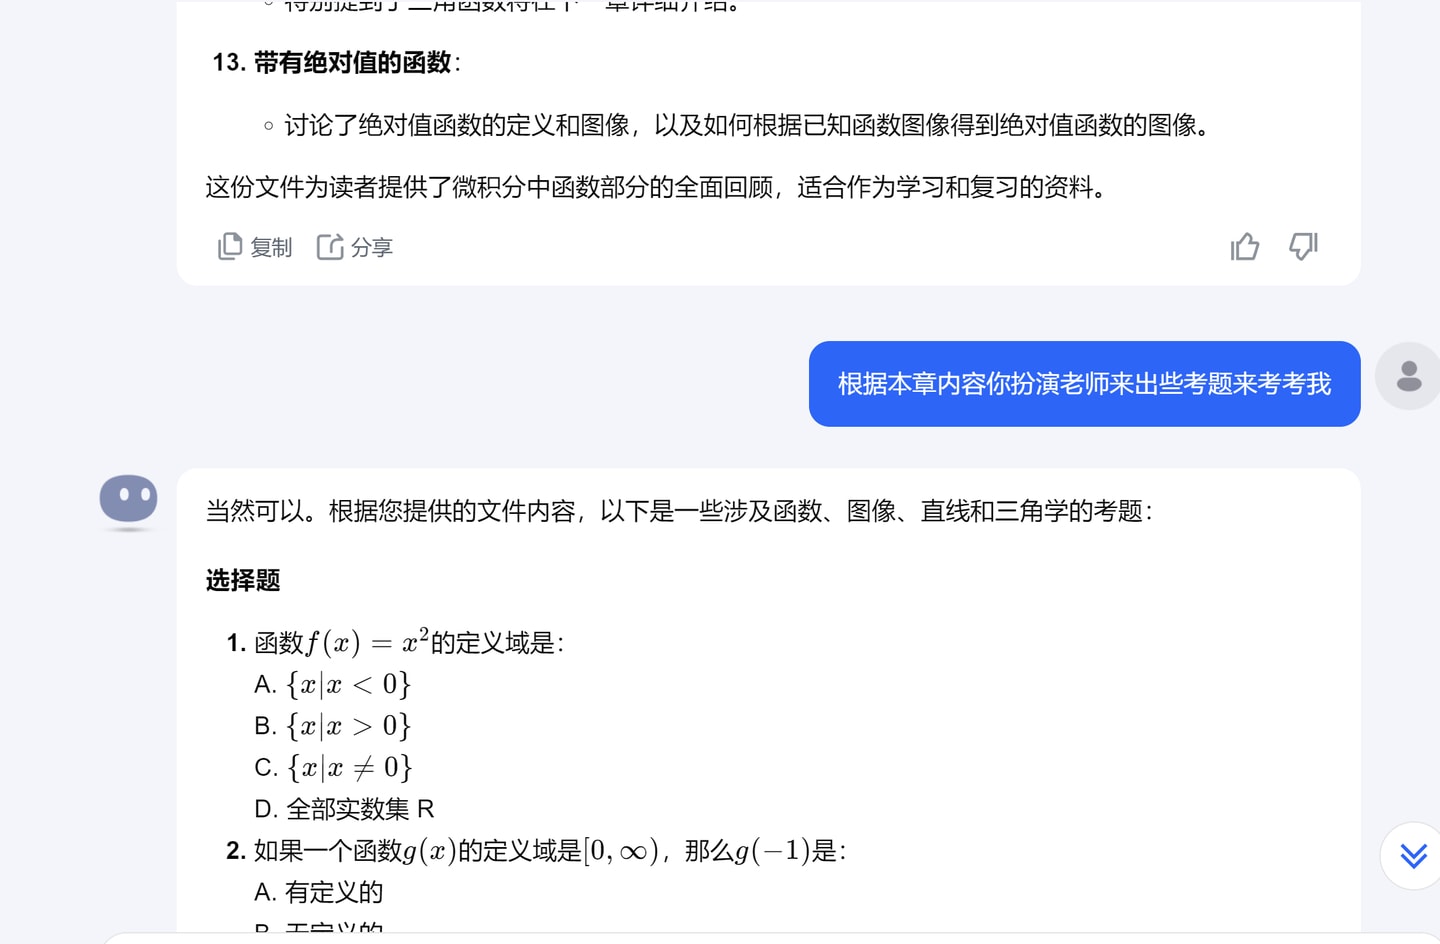 13. 带有绝对值的函数：
讨论了绝对值函数的定义和图像，以及如何根据已知函数图像得到绝对值函数的图像。
这份文件为读者提供了微积分中函数部分的全面回顾，适合作为学习和复习的资料。
复制 分享
根据本章内容你扮演老师来出些考题来考考我
当然可以。根据您提供的文件内容，以下是一些涉及函数、图像、直线和三角学的考题：
选择题
1. 函数f(x) = x²的定义域是：
A. {x|x < 0}
B. {x|x > 0}
C. {x|x ≠ 0}
D. 全部实数集 R
2. 如果一个函数g(x)的定义域是[0, ∞)，那么g(−1)是：
A. 有定义的